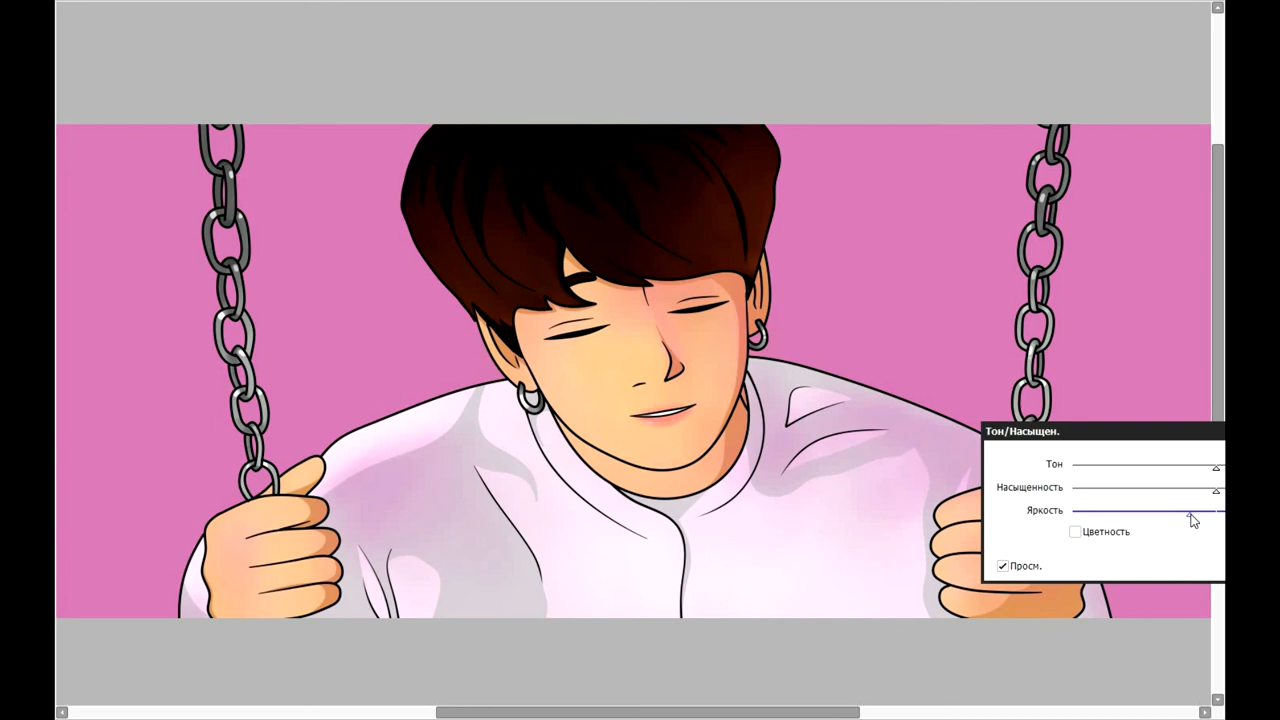 Тон/Насыщен.
Тон
Насыщенность
Яркость
Цветность
Просм.